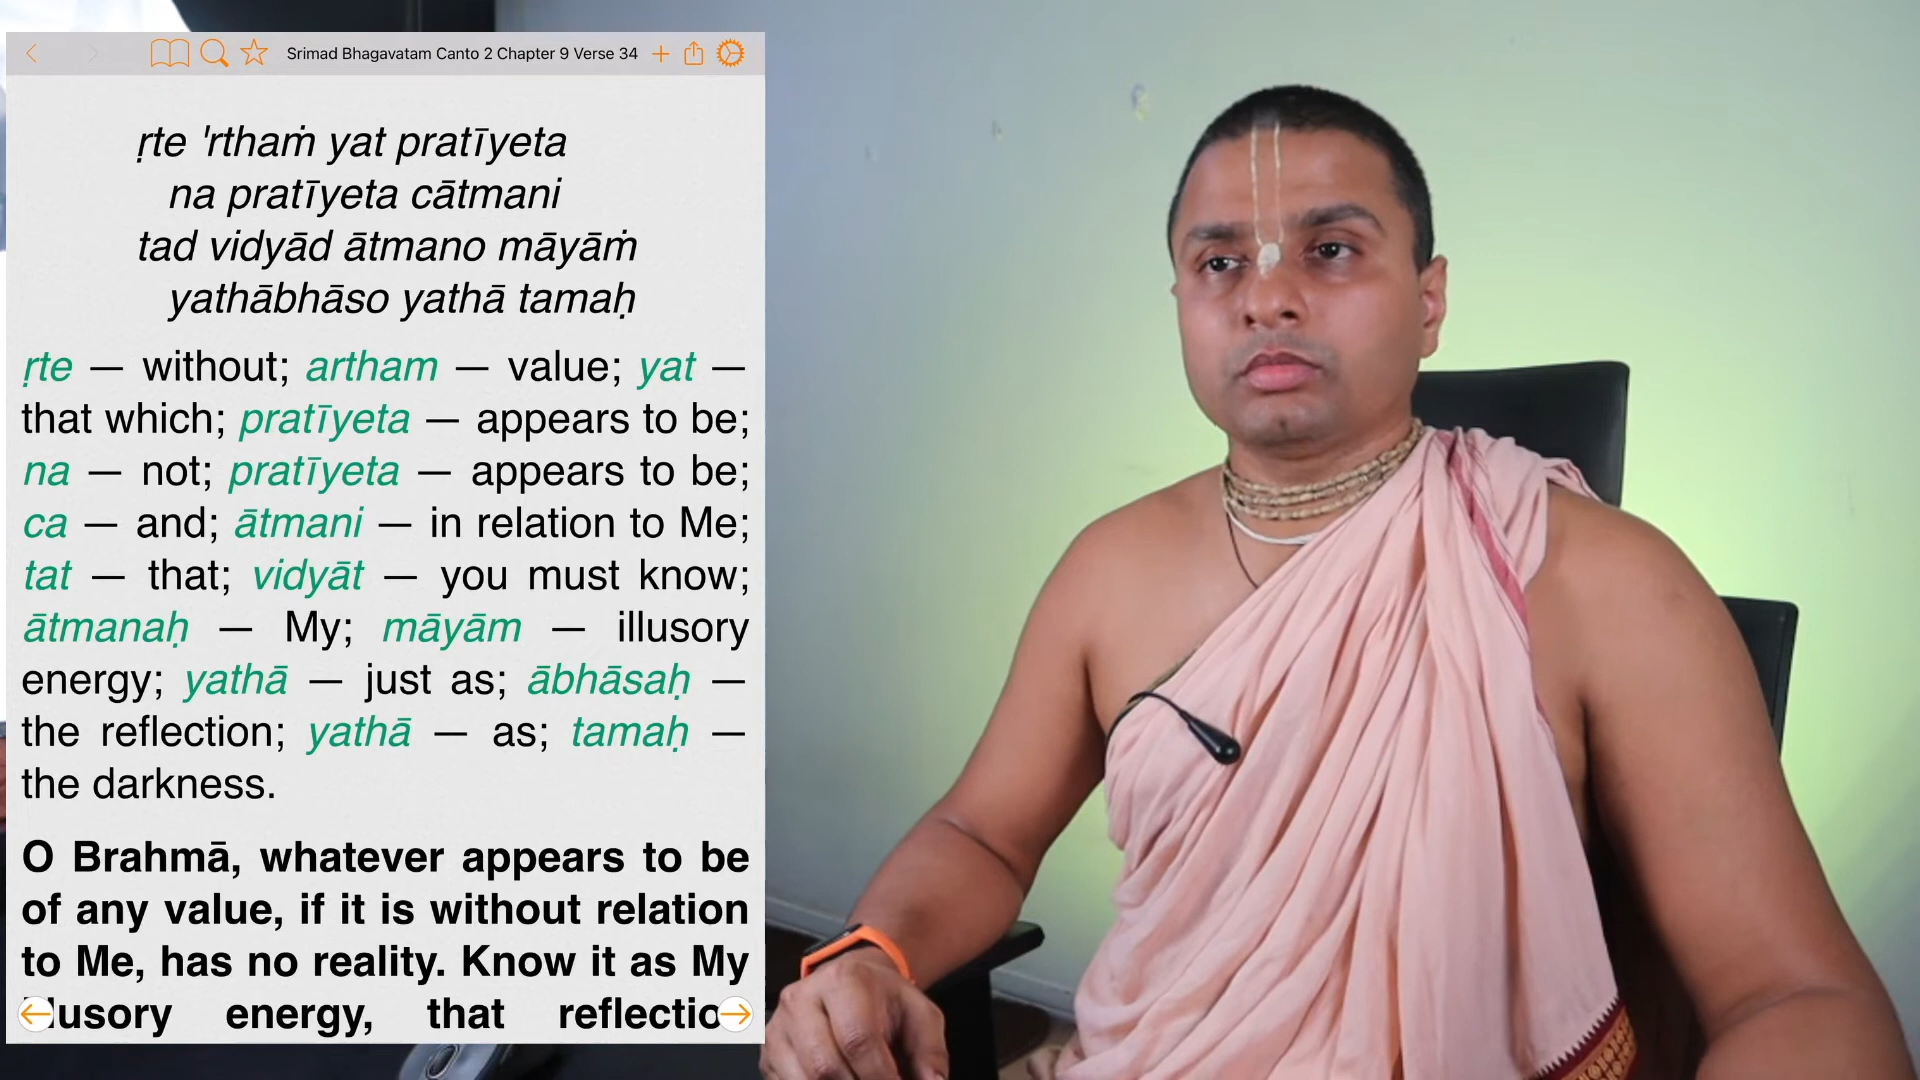 Srimad Bhagavatam Canto 2 Chapter 9 Verse 34
ṛte 'rthaṁ yat pratīyeta
na pratīyeta cātmani
tad vidyād ātmano māyāṁ
yathābhāso yathā tamaḥ
ṛte — without; artham — value; yat —
that which; pratīyeta — appears to be;
na — not; pratīyeta — appears to be;
ca — and; ātmani — in relation to Me;
tat — that; vidyāt — you must know;
ātmanaḥ — My; māyām — illusory
energy; yathā — just as; ābhāsaḥ —
the reflection; yathā — as; tamaḥ —
the darkness.
O Brahmā, whatever appears to be
of any value, if it is without relation
to Me, has no reality. Know it as My
energy, that